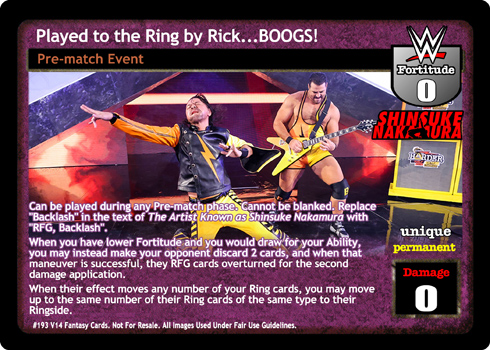 Played to the Ring by Rick...BOOGS!
Pre-match Event
W
Fortitude
0
SHINSUKE
NAKAMURA
BORDER
Can be played during any Pre-match phase. Cannot be blanked. Replace
"Backlash" in the text of The Artist Known as Shinsuke Nakamura with
"RFG, Backlash".
When you have lower Fortitude and you would draw for your Ability,
you may instead make your opponent discard 2 cards, and when that
maneuver is successful, they RFG cards overturned for the second
damage application.
When their effect moves any number of your Ring cards, you may move
up to the same number of their Ring cards of the same type to their
Ringside.
unique
permanent
Damage
0
#193 V14 Fantasy Cards. Not For Resale. All Images Used Under Fair Use Guidelines.